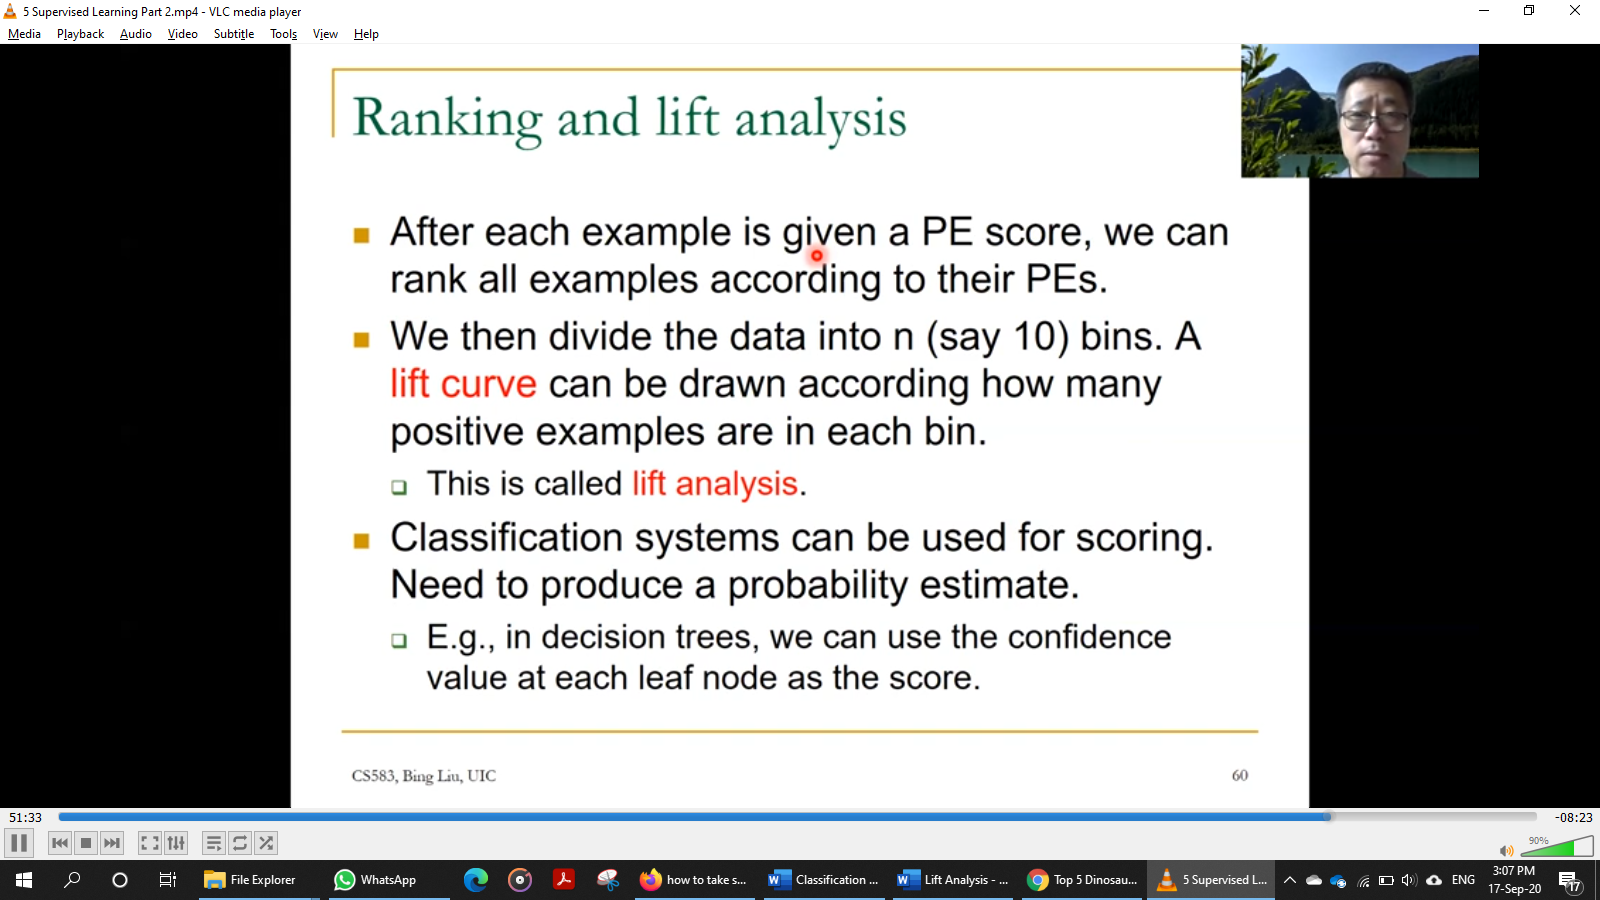 5 Supervised Learning Part 2.mp4 - VLC media player
Media Playback Audio Video Subtitle Tools View Help
Ranking and lift analysis
After each example is given a PE score, we can
rank all examples according to their PEs.
We then divide the data into n (say 10) bins. A
lift curve can be drawn according how many
positive examples are in each bin.
This is called lift analysis.
Classification systems can be used for scoring.
Need to produce a probability estimate.
E.g., in decision trees, we can use the confidence
value at each leaf node as the score.
CS583, Bing Liu, UIC
60
51:33
-08:23
90%
File Explorer
WhatsApp
how to take s...
Classification ...
Lift Analysis - ...
Top 5 Dinosau...
5 Supervised L...
ENG
3:07 PM
17-Sep-20
17